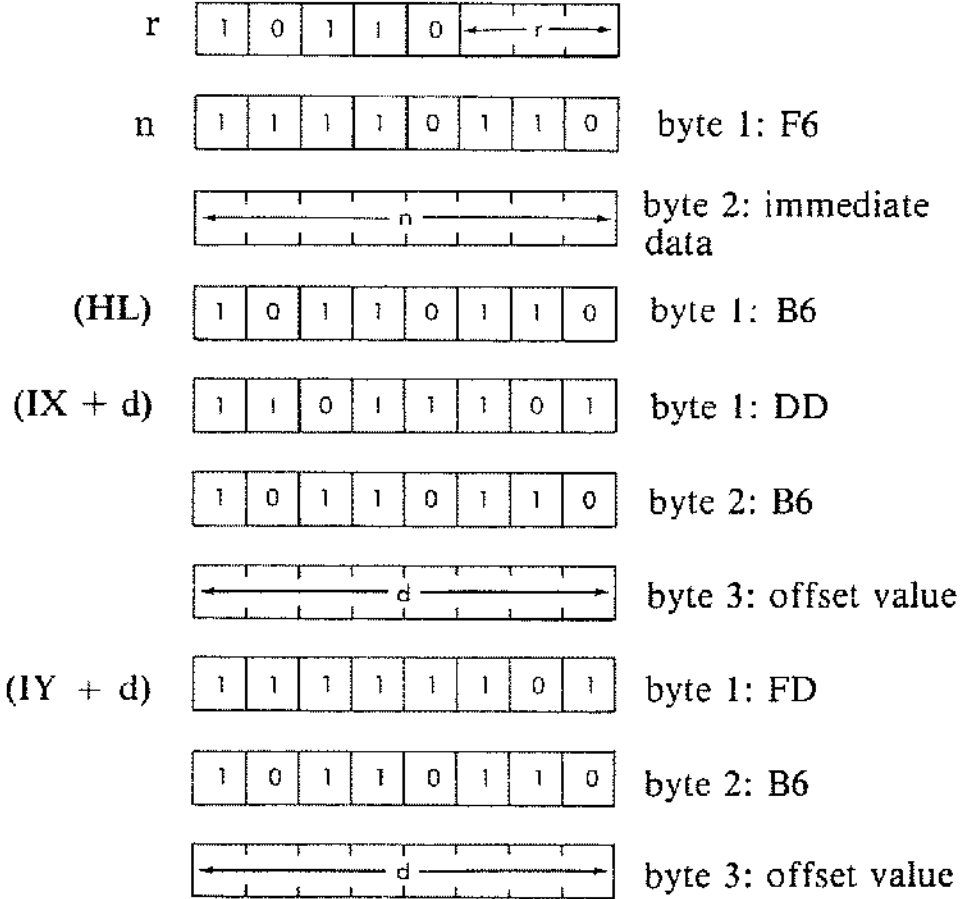 r 1 0 1 1 0 r
n 1 1 1 1 0 1 1 0 byte 1: F6
n byte 2: immediate
data
(HL) 1 0 1 1 0 1 1 0 byte 1: B6
(IX + d) 1 1 0 1 1 1 0 1 byte 1: DD
1 0 1 1 0 1 1 0 byte 2: B6
d byte 3: offset value
(IY + d) 1 1 1 1 1 1 0 1 byte 1: FD
1 0 1 1 0 1 1 0 byte 2: B6
d byte 3: offset value